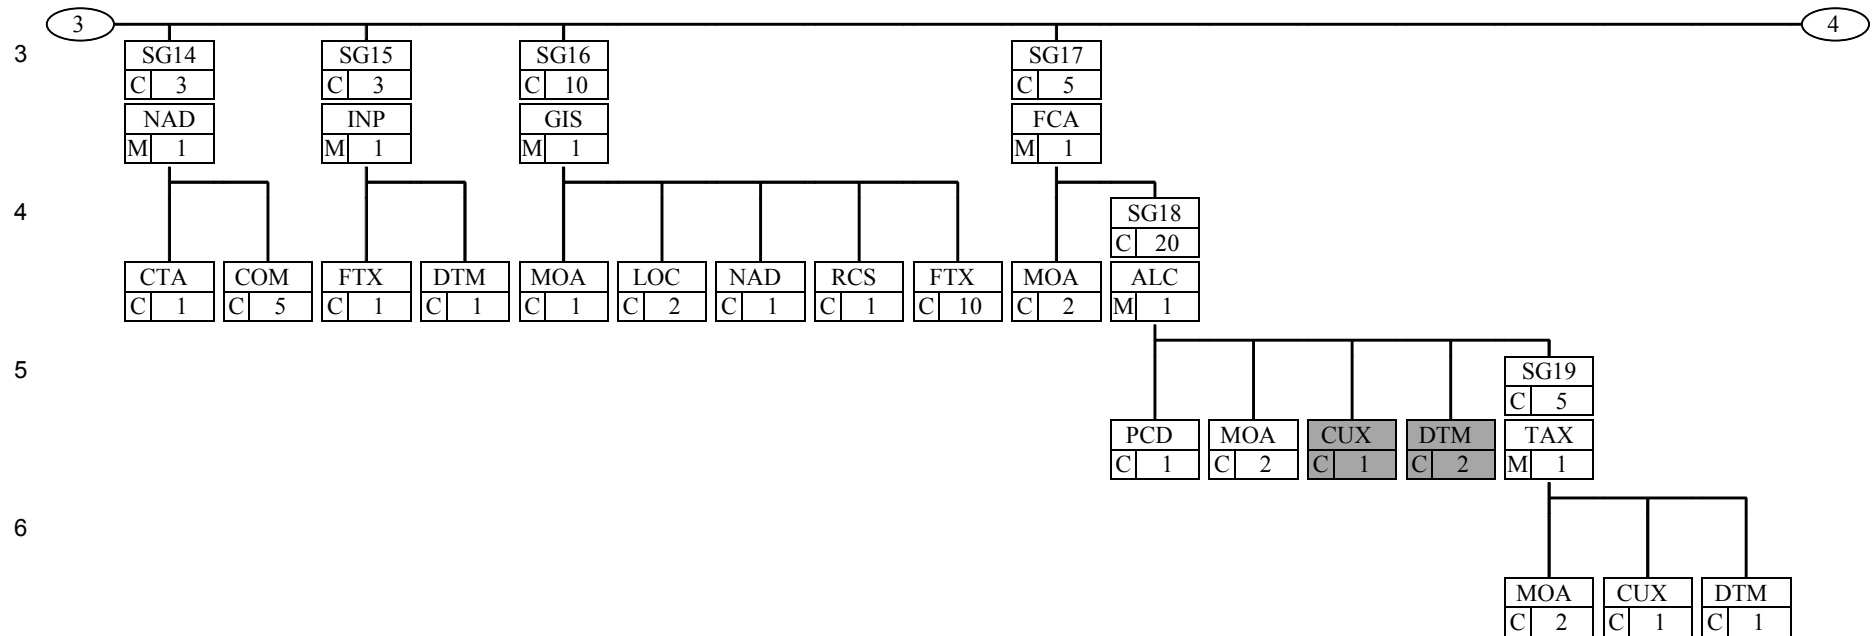 3 4
3 SG14 SG15 SG16 SG17
C 3 C 3 C 10 C 5
NAD INP GIS FCA
M 1 M 1 M 1 M 1
4 SG18
C 20
CTA COM FTX DTM MOA LOC NAD RCS FTX MOA ALC
C 1 C 5 C 1 C 1 C 1 C 2 C 1 C 1 C 10 C 2 M 1
5 SG19
C 5
PCD MOA CUX DTM TAX
C 1 C 2 C 1 C 2 M 1
6
MOA CUX DTM
C 2 C 1 C 1